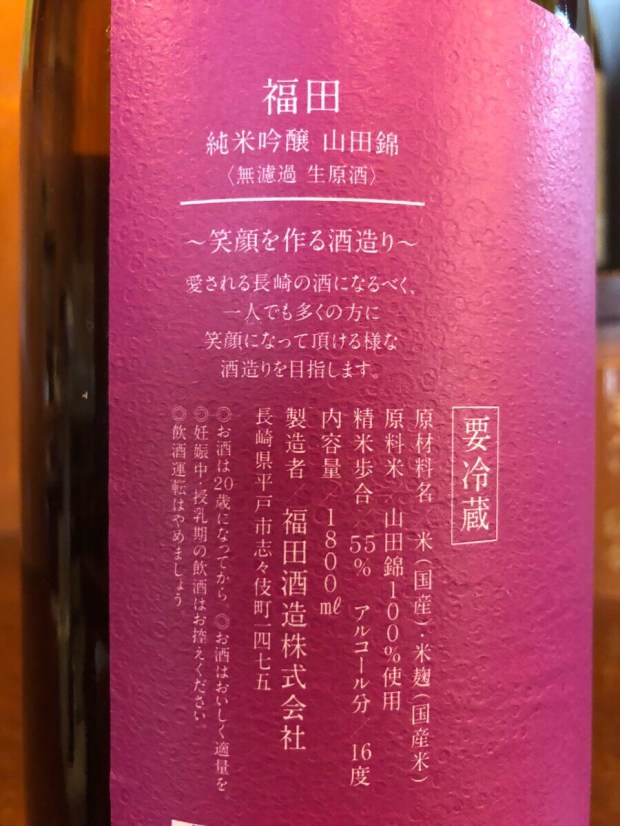 福田
純米吟醸 山田錦
〈無濾過 生原酒〉
～笑顔を作る酒造り～
愛される長崎の酒になるべく、
一人でも多くの方に
笑顔になって頂ける様な
酒造りを目指します。
要冷蔵
原材料名／米(国産)・米麹(国産米)
原料米／山田錦100%使用
精米歩合／55% アルコール分／16度
内容量／1800㎖
製造者／福田酒造株式会社
長崎県平戸市志々伎町一四七五
◎お酒は20歳になってから。◎お酒はおいしく適量を。
◎妊娠中・授乳期の飲酒はお控えください。
◎飲酒運転はやめましょう。